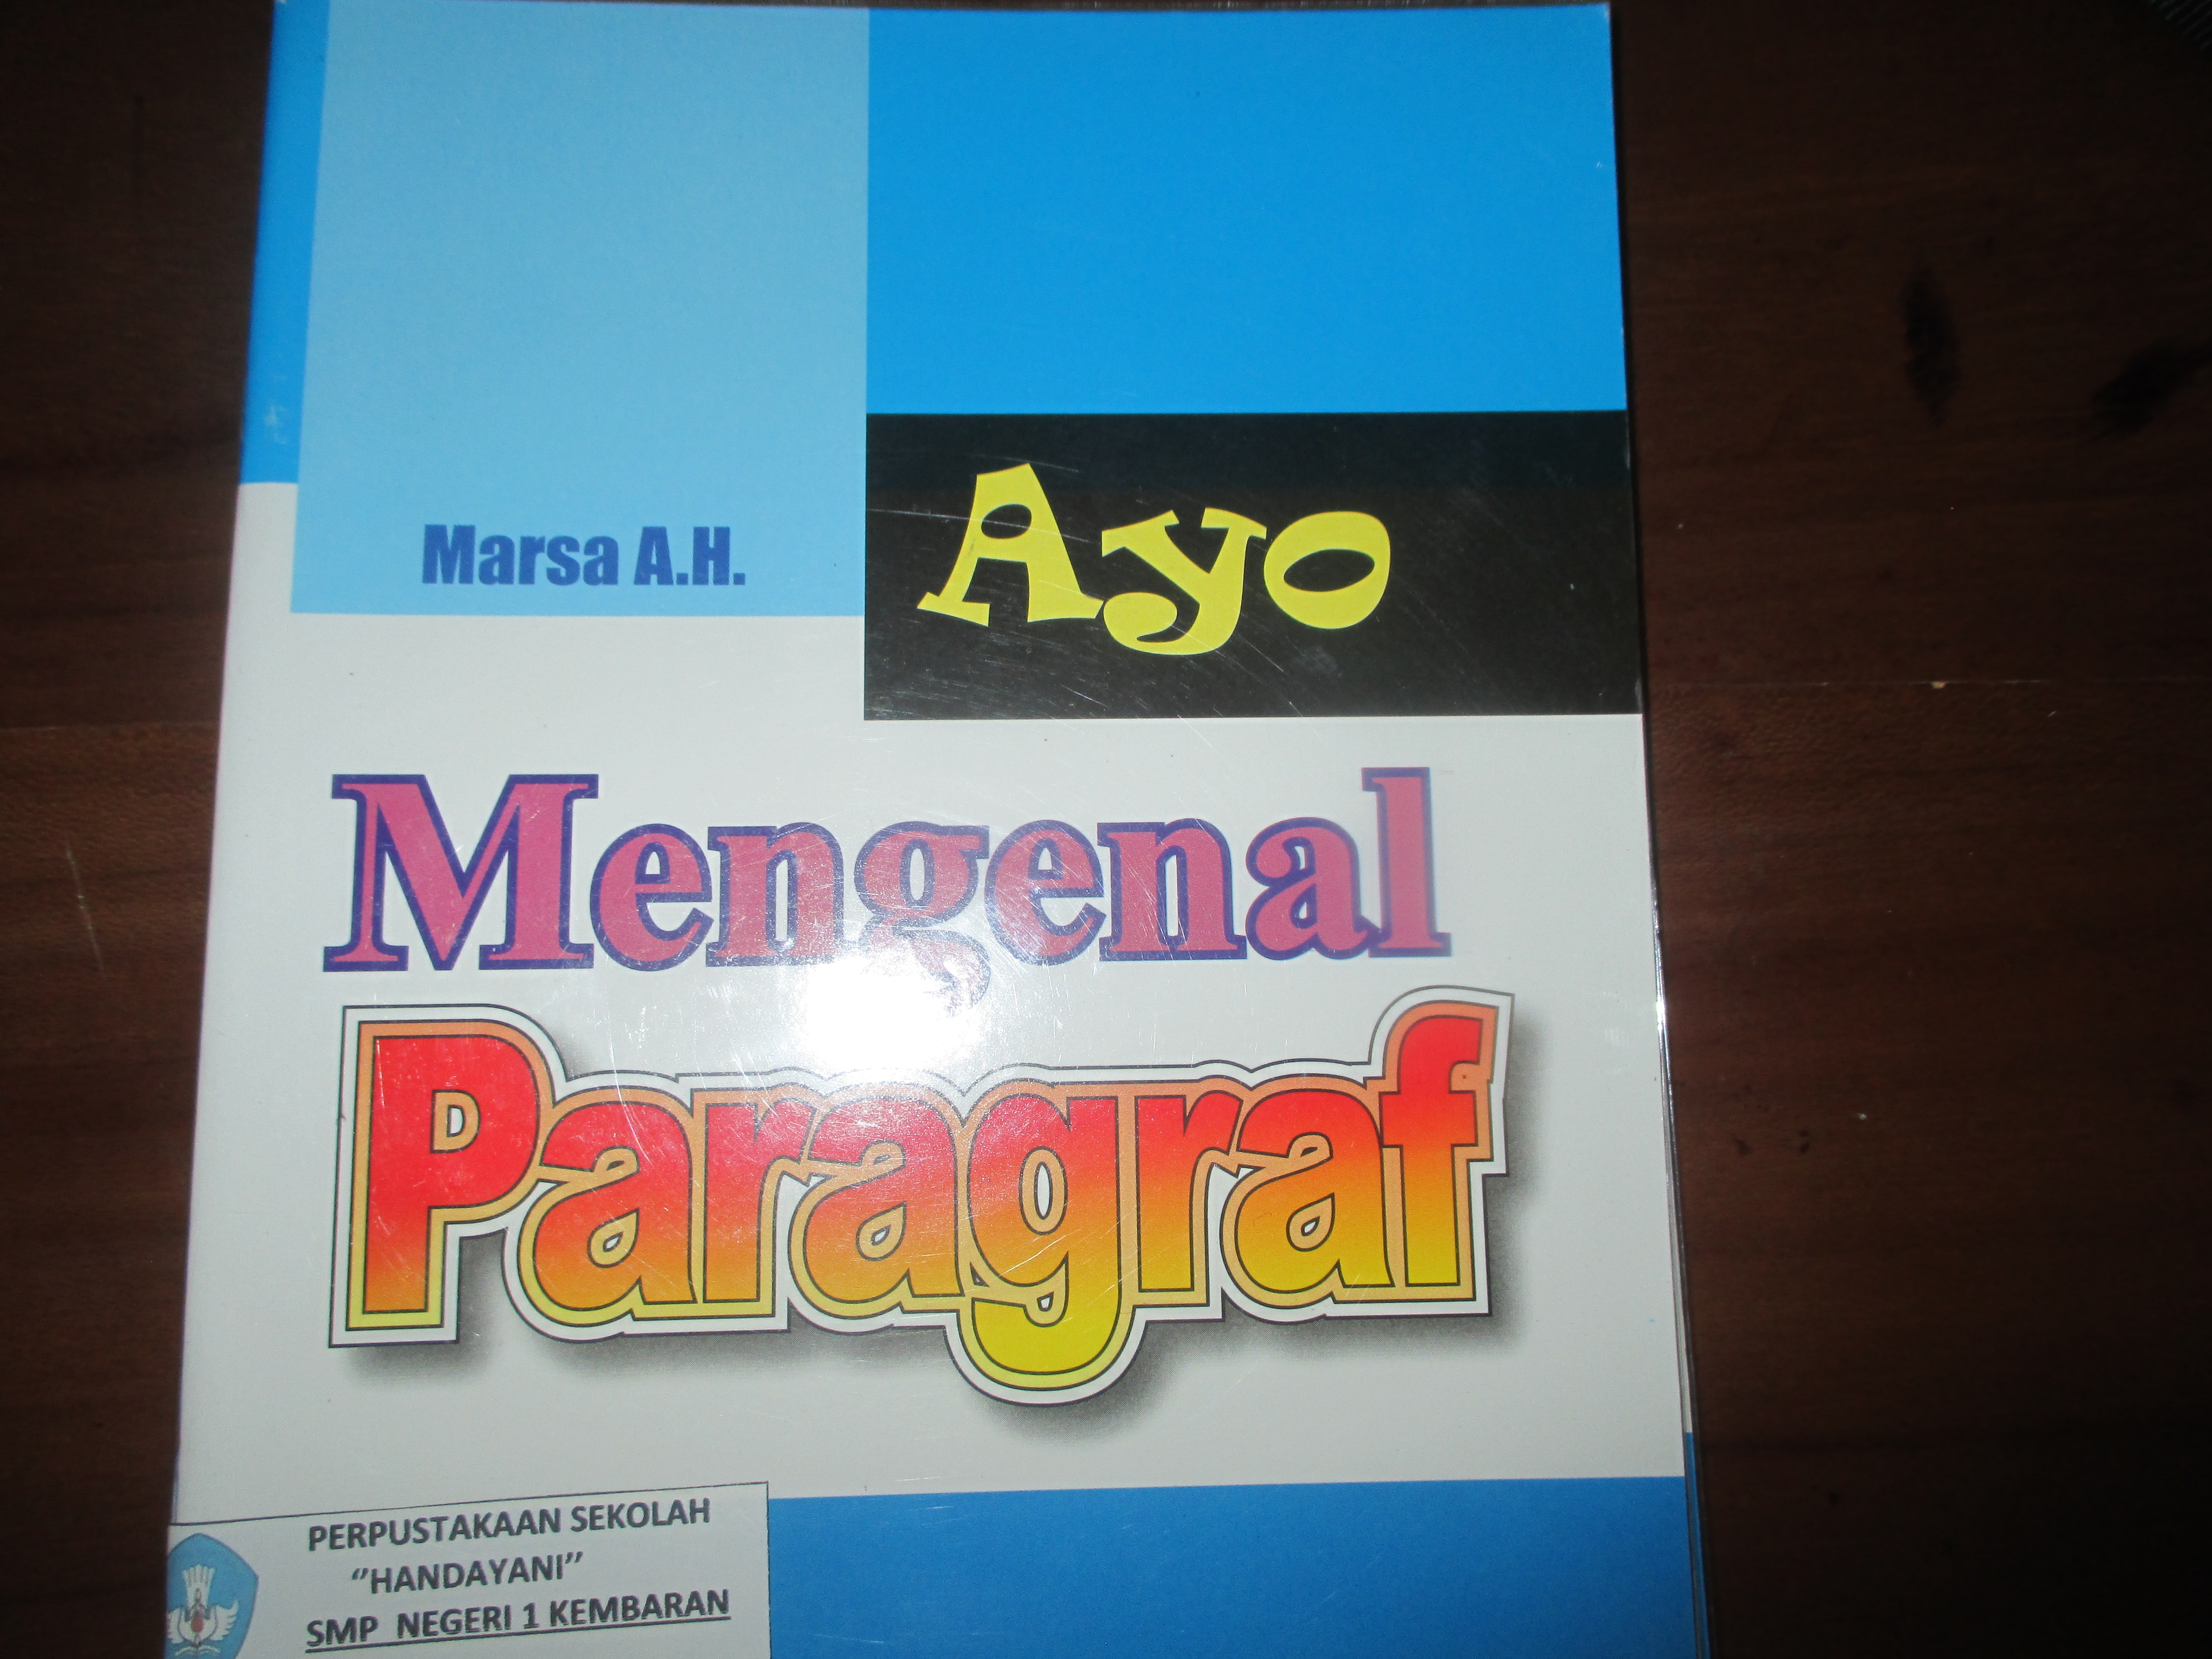 Marsa A.H.
Ayo
Mengenal
Paragraf
PERPUSTAKAAN SEKOLAH
"HANDAYANI"
SMP NEGERI 1 KEMBARAN